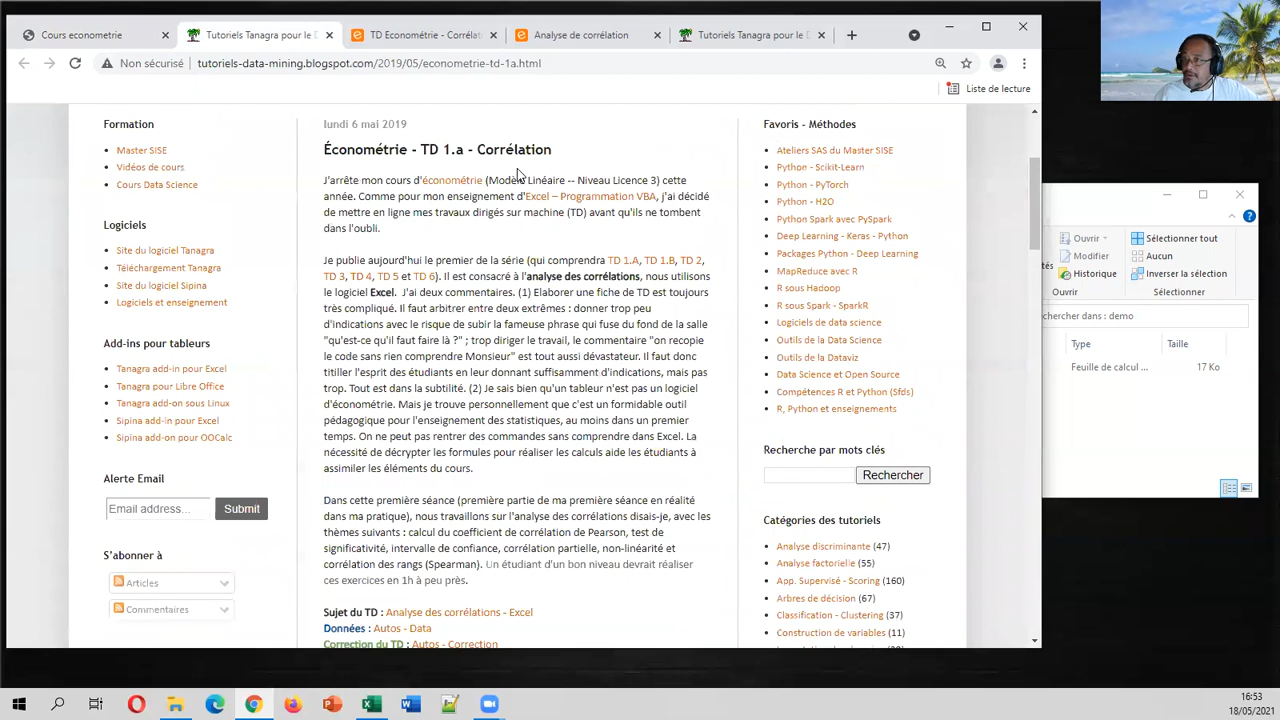 Cours econometrie
Tutoriels Tanagra pour le D
TD Econométrie - Corrélat
Analyse de corrélation
Tutoriels Tanagra pour le D
Non sécurisé
tutoriels-data-mining.blogspot.com/2019/05/econometrie-td-1a.html
Liste de lecture
Formation
Master SISE
Vidéos de cours
Cours Data Science
Logiciels
Site du logiciel Tanagra
Téléchargement Tanagra
Site du logiciel Sipina
Logiciels et enseignement
Add-ins pour tableurs
Tanagra add-in pour Excel
Tanagra pour Libre Office
Tanagra add-on sous Linux
Sipina add-in pour Excel
Sipina add-on pour OOCalc
Alerte Email
Email address...
Submit
S'abonner à
Articles
Commentaires
lundi 6 mai 2019
Économétrie - TD 1.a - Corrélation
J'arrête mon cours d'économétrie (Modèle Linéaire -- Niveau Licence 3) cette
année. Comme pour mon enseignement d'Excel – Programmation VBA, j'ai décidé
de mettre en ligne mes travaux dirigés sur machine (TD) avant qu'ils ne tombent
dans l'oubli.
Je publie aujourd'hui le premier de la série (qui comprendra TD 1.A, TD 1.B, TD 2,
TD 3, TD 4, TD 5 et TD 6). Il est consacré à l'analyse des corrélations, nous utilisons
le logiciel Excel. J'ai deux commentaires. (1) Elaborer une fiche de TD est toujours
très compliqué. Il faut arbitrer entre deux extrêmes : donner trop peu
d'indications avec le risque de subir la fameuse phrase qui fuse du fond de la salle
"qu'est-ce qu'il faut faire là ?" ; trop diriger le travail, le commentaire "on recopie
le code sans rien comprendre Monsieur" est tout aussi dévastateur. Il faut donc
titiller l'esprit des étudiants en leur donnant suffisamment d'indications, mais pas
trop. Tout est dans la subtilité. (2) Je sais bien qu'un tableur n'est pas un logiciel
d'économétrie. Mais je trouve personnellement que c'est un formidable outil
pédagogique pour l'enseignement des statistiques, au moins dans un premier
temps. On ne peut pas rentrer des commandes sans comprendre dans Excel. La
nécessité de décrypter les formules pour réaliser les calculs aide les étudiants à
assimiler les éléments du cours.
Dans cette première séance (première partie de ma première séance en réalité
dans ma pratique), nous travaillons sur l'analyse des corrélations disais-je, avec les
thèmes suivants : calcul du coefficient de corrélation de Pearson, test de
significativité, intervalle de confiance, corrélation partielle, non-linéarité et
corrélation des rangs (Spearman). Un étudiant d'un bon niveau devrait réaliser
ces exercices en 1h à peu près.
Sujet du TD : Analyse des corrélations - Excel
Données : Autos - Data
Correction du TD : Autos - Correction
Favoris - Méthodes
Ateliers SAS du Master SISE
Python - Scikit-Learn
Python - PyTorch
Python - H2O
Python Spark avec PySpark
Deep Learning - Keras - Python
Packages Python - Deep Learning
MapReduce avec R
R sous Hadoop
R sous Spark - SparkR
Logiciels de data science
Outils de la Data Science
Outils de la Dataviz
Data Science et Open Source
Compétences R et Python (Sfds)
R, Python et enseignements
Recherche par mots clés
Rechercher
Catégories des tutoriels
Analyse discriminante (47)
Analyse factorielle (55)
App. Supervisé - Scoring (160)
Arbres de décision (67)
Classification - Clustering (37)
Construction de variables (11)
Ouvrir
Modifier
Historique
Ouvrir
Sélectionner tout
Aucun
Inverser la sélection
Sélectionner
chercher dans : demo
Type
Taille
Feuille de calcul ...
17 Ko
16:53
18/05/2021